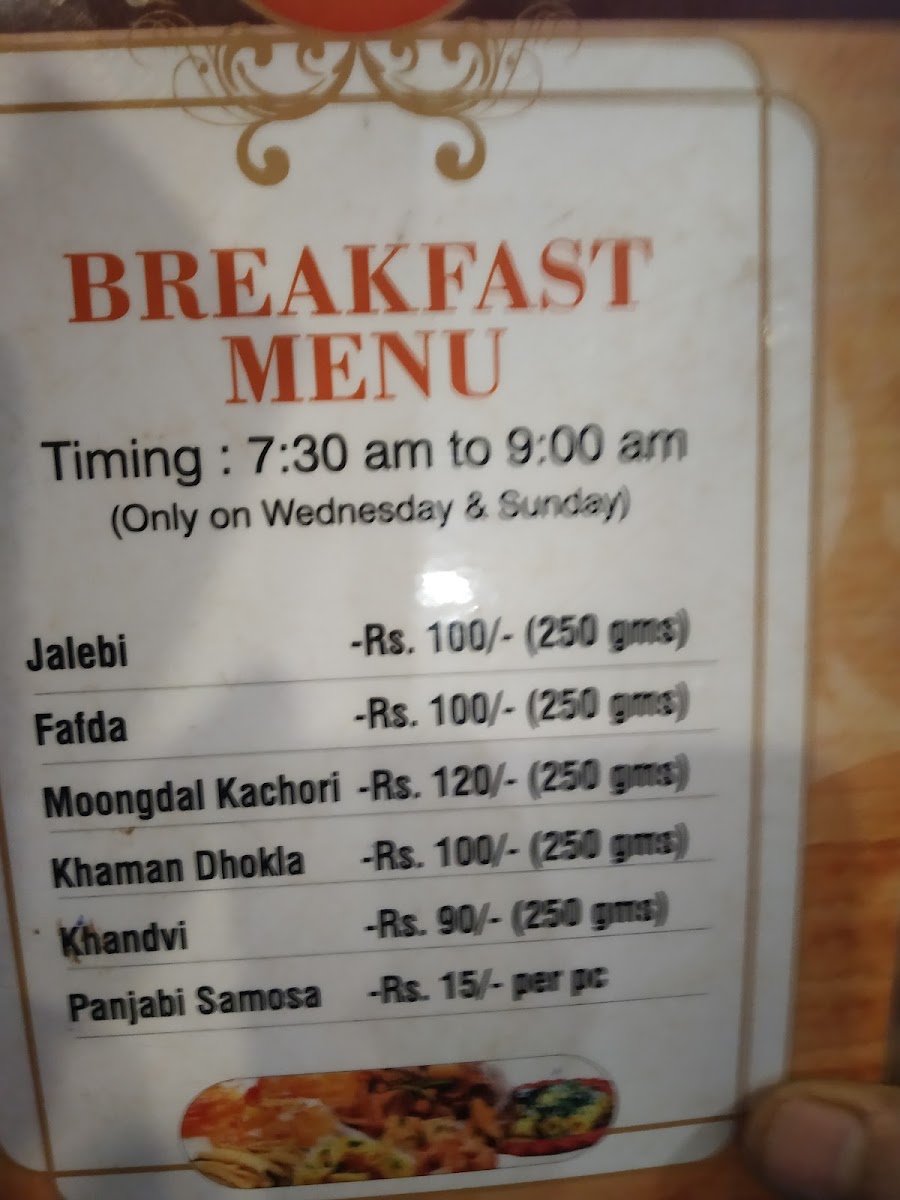 BREAKFAST
MENU
Timing : 7:30 am to 9:00 am
(Only on Wednesday & Sunday)
Jalebi -Rs. 100/- (250 gms)
Fafda -Rs. 100/- (250 gms)
Moongdal Kachori -Rs. 120/- (250 gms)
Khaman Dhokla -Rs. 100/- (250 gms)
Khandvi -Rs. 90/- (250 gms)
Panjabi Samosa -Rs. 15/- per pc